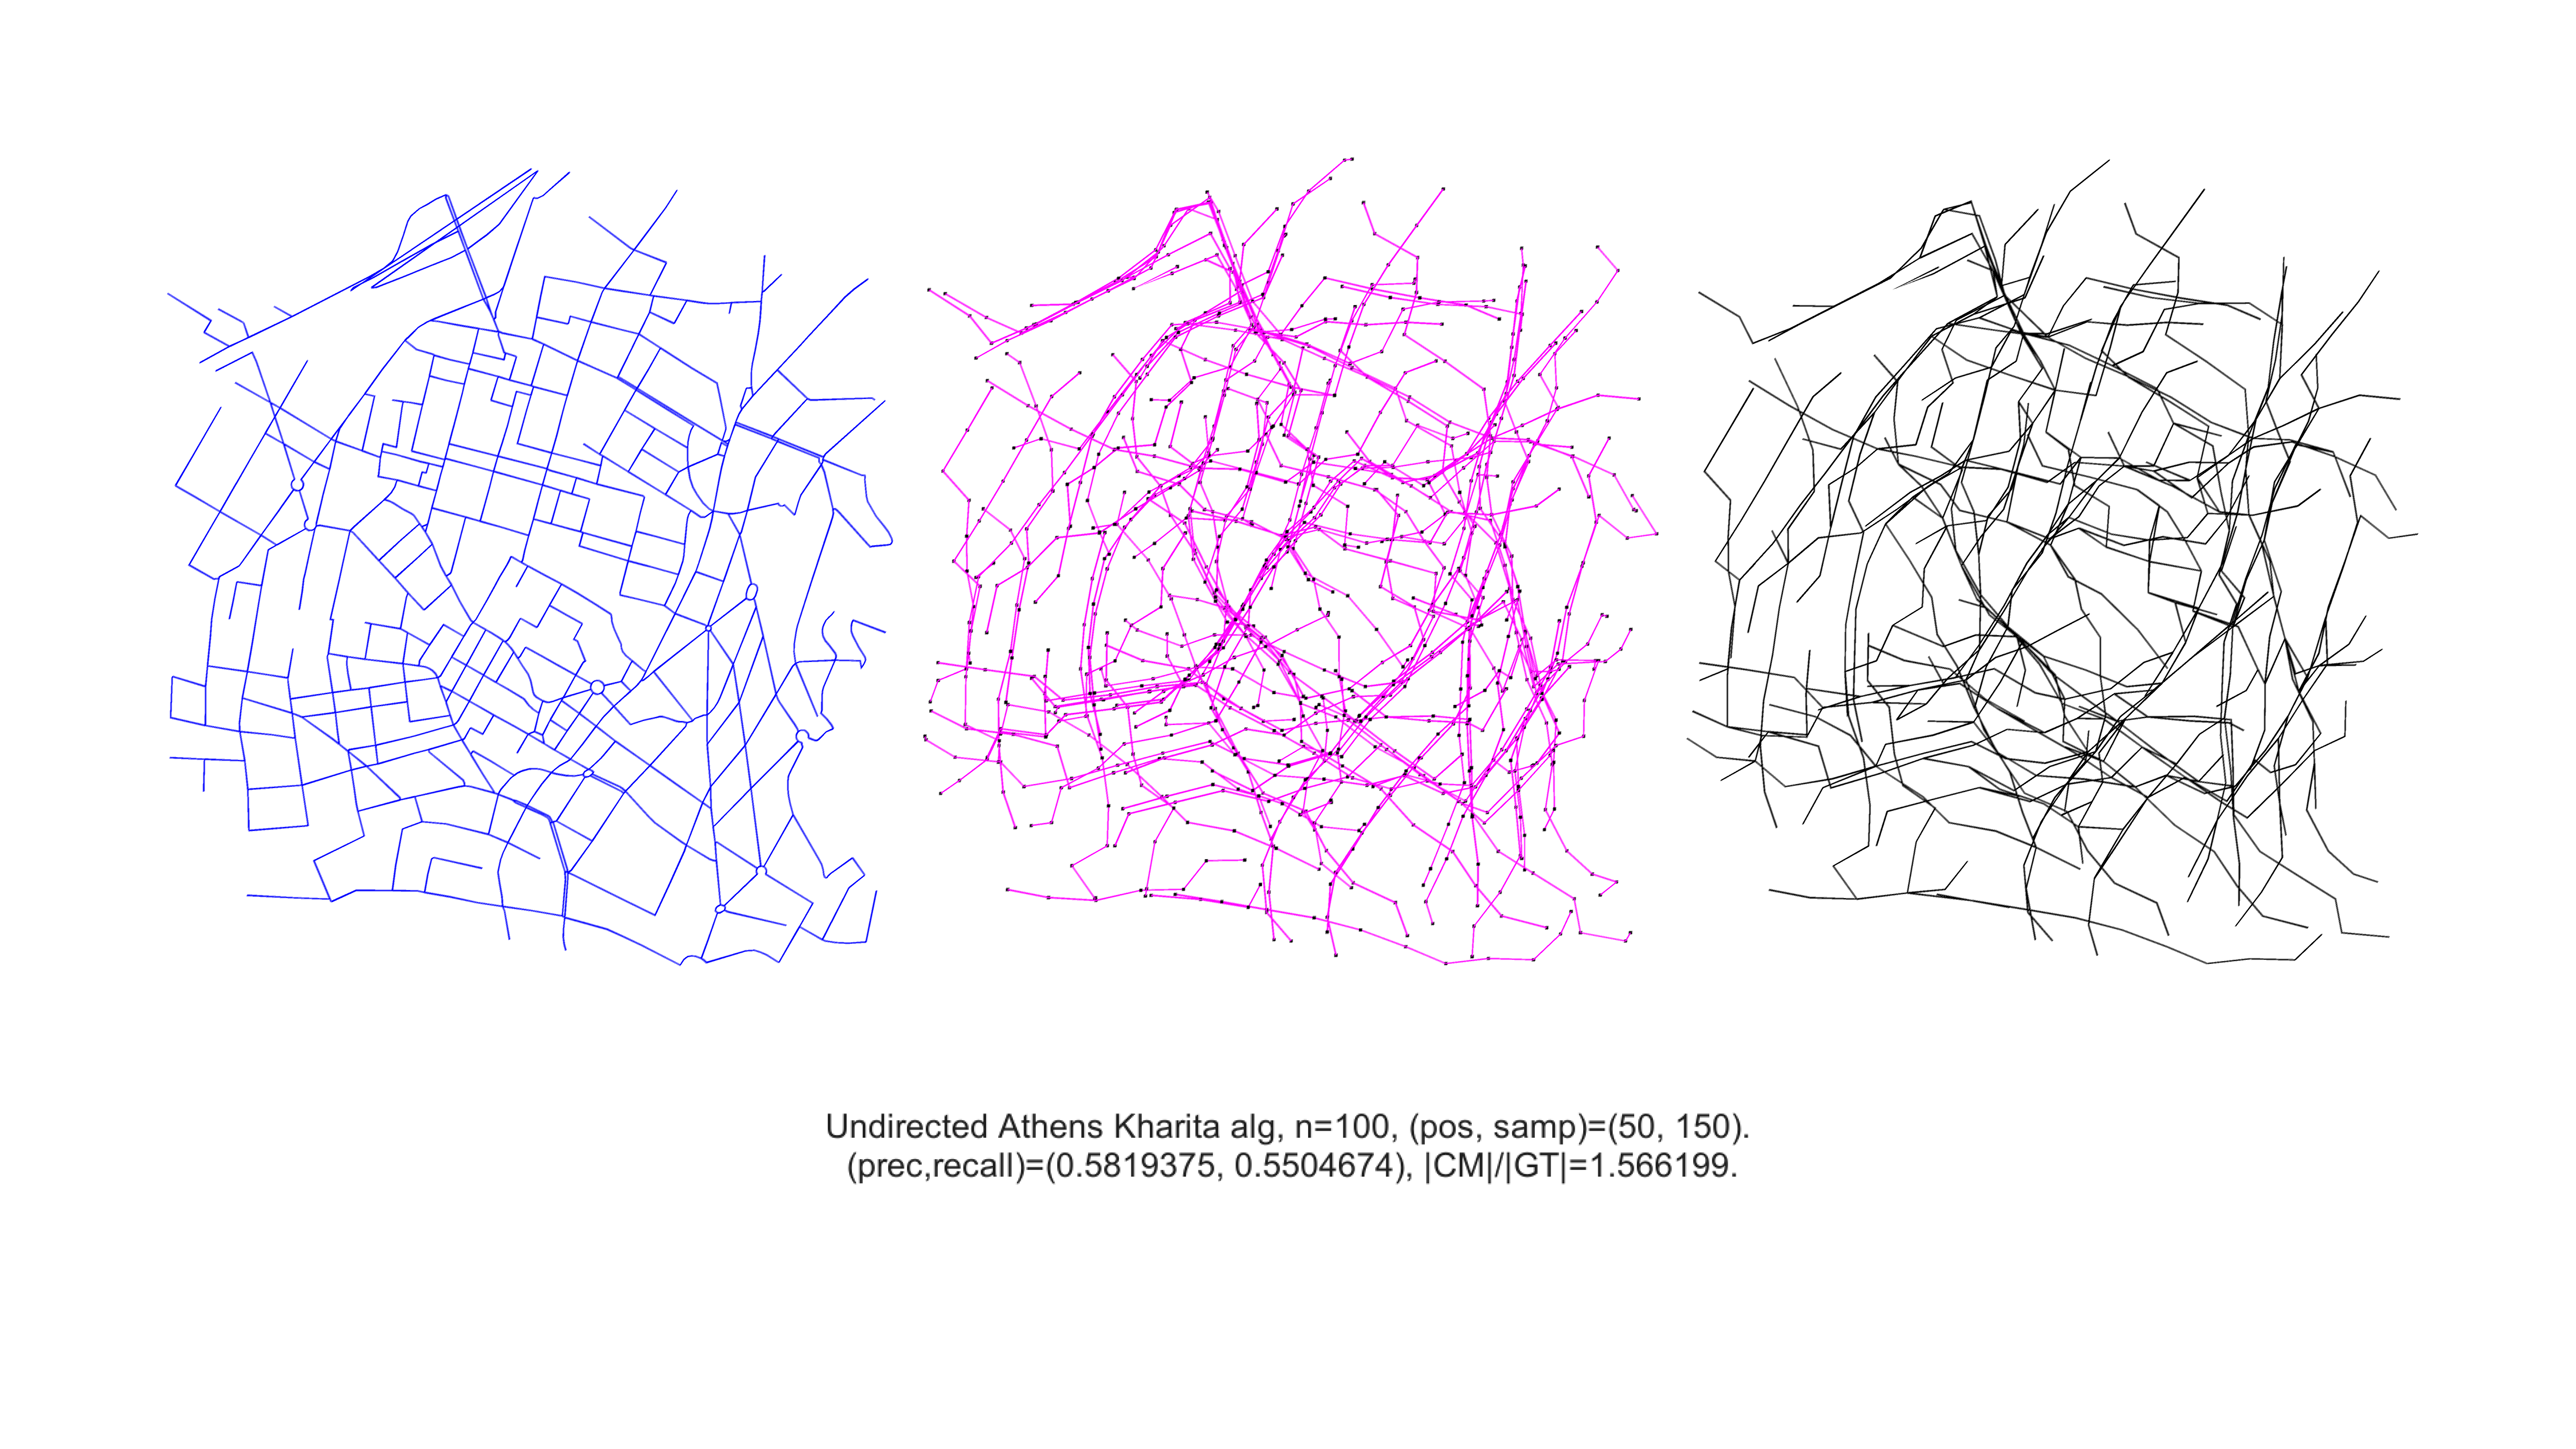 Undirected Athens Kharita alg, n=100, (pos, samp)=(50, 150).
(prec,recall)=(0.5819375, 0.5504674), |CM|/|GT|=1.566199.